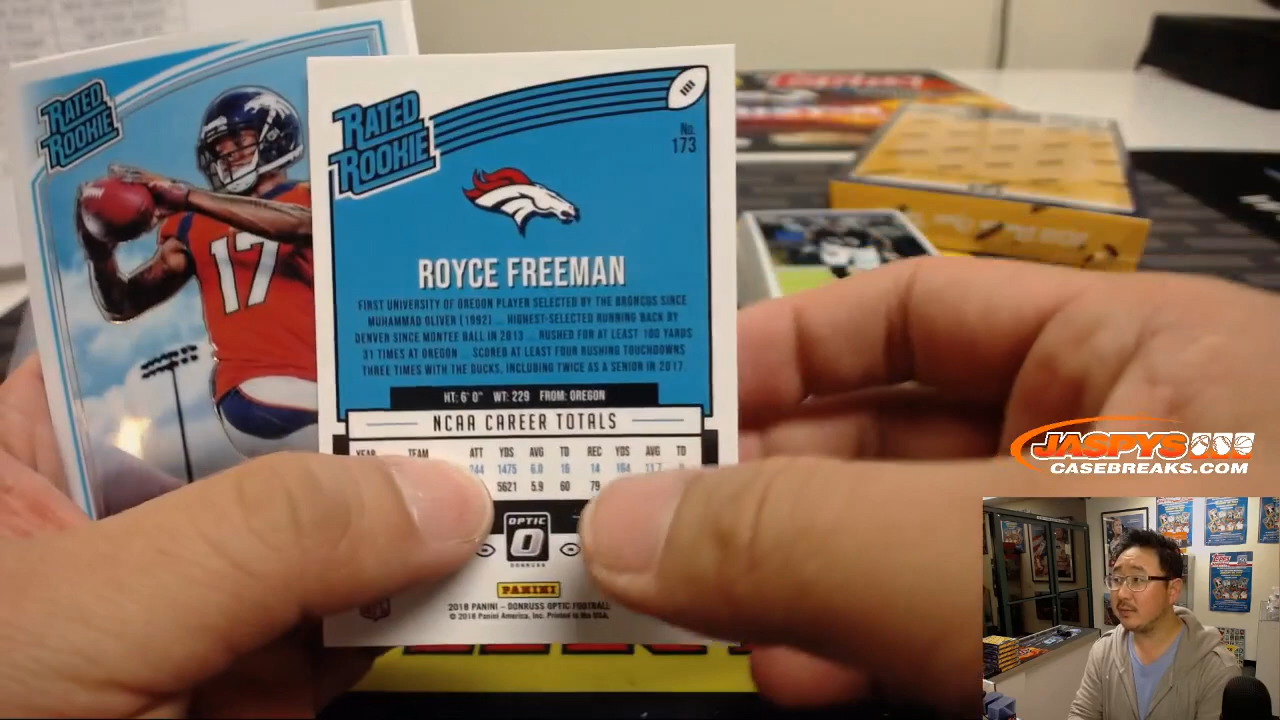 RATED
ROOKIE
17
RATED
ROOKIE
No.
173
ROYCE FREEMAN
FIRST UNIVERSITY OF OREGON PLAYER SELECTED BY THE BRONCOS SINCE
MUHAMMAD OLIVER (1992) ... HIGHEST-SELECTED RUNNING BACK BY
DENVER SINCE MONTEE BALL IN 2013 ... RUSHED FOR AT LEAST 100 YARDS
31 TIMES AT OREGON ... SCORED AT LEAST FOUR RUSHING TOUCHDOWNS
THREE TIMES WITH THE DUCKS, INCLUDING TWICE AS A SENIOR IN 2017.
HT: 6' 0" WT: 229 FROM: OREGON
NCAA CAREER TOTALS
YEAR TEAM ATT YDS AVG TD REC YDS AVG TD
244 1475 6.0 16 14 164 11.7
5621 5.9 60 79
OPTIC
O
DONRUSS
PANINI
2018 PANINI – DONRUSS OPTIC FOOTBALL
© 2018 Panini America, Inc. Printed in the USA.
JASPYS
CASEBREAKS.COM